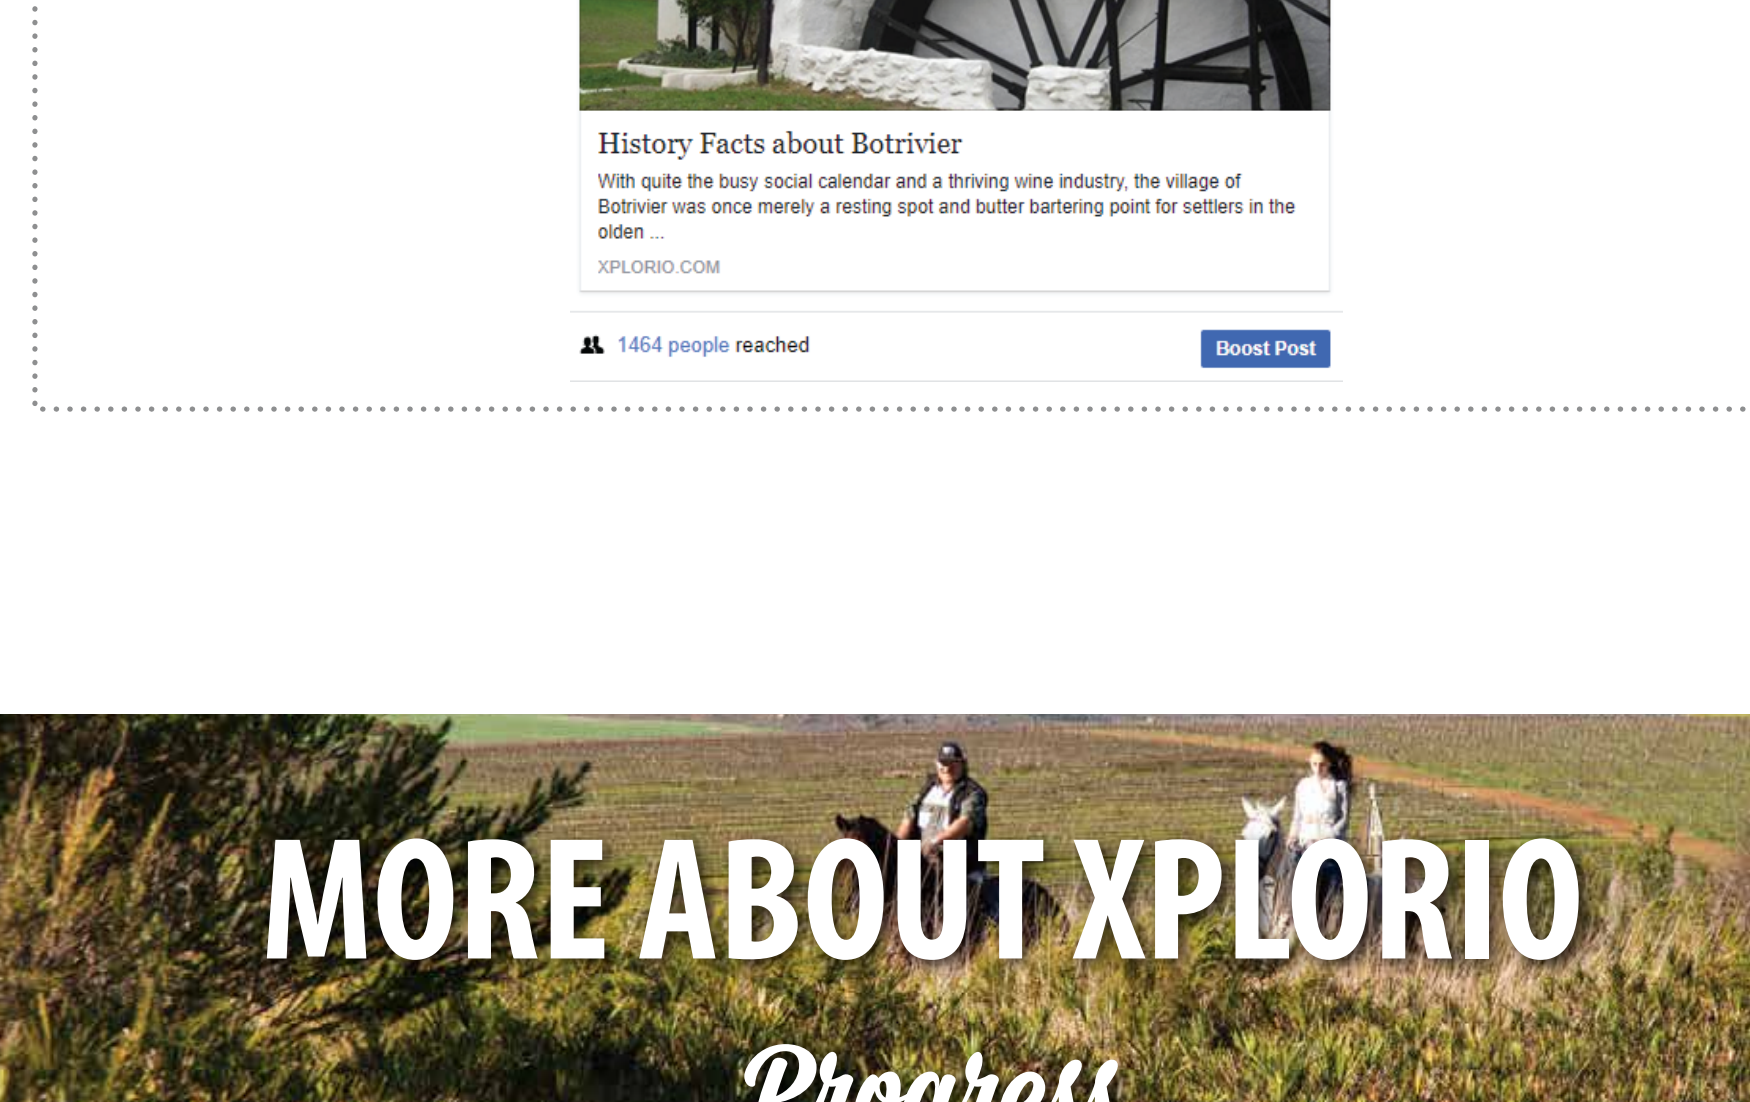 History Facts about Botrivier
With quite the busy social calendar and a thriving wine industry, the village of
Botrivier was once merely a resting spot and butter bartering point for settlers in the
olden ...
XPLORIO.COM
1464 people reached
Boost Post
MORE ABOUT XPLORIO
Progress